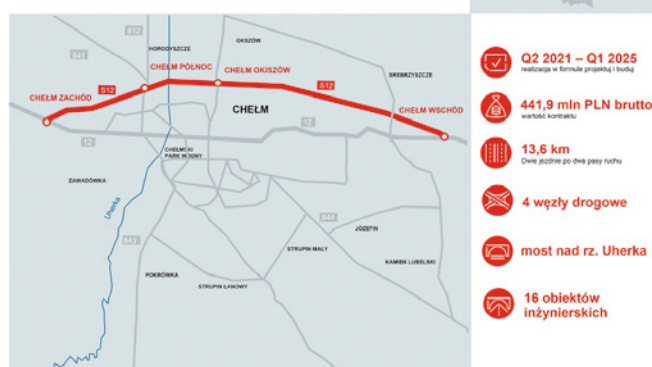 812
841
HORODYSZCZE
OKSZÓW
CHEŁM PÓŁNOC
CHEŁM OKISZÓW
SREBRZYSZCZE
CHEŁM ZACHÓD
S12
S12
CHEŁM
CHEŁM WSCHÓD
12
12
CHEŁMSKI
PARK WODNY
ZAWADÓWKA
Uherka
844
JÓZEFIN
843
STRUPIN MAŁY
KAMIEŃ LUBELSKI
POKRÓWKA
STRUPIN ŁANOWY
Q2 2021 – Q1 2025
realizacja w formule projektuj i buduj
441,9 mln PLN brutto
wartość kontraktu
13,6 km
Dwie jezdnie po dwa pasy ruchu
4 węzły drogowe
most nad rz. Uherka
16 obiektów
inżynierskich